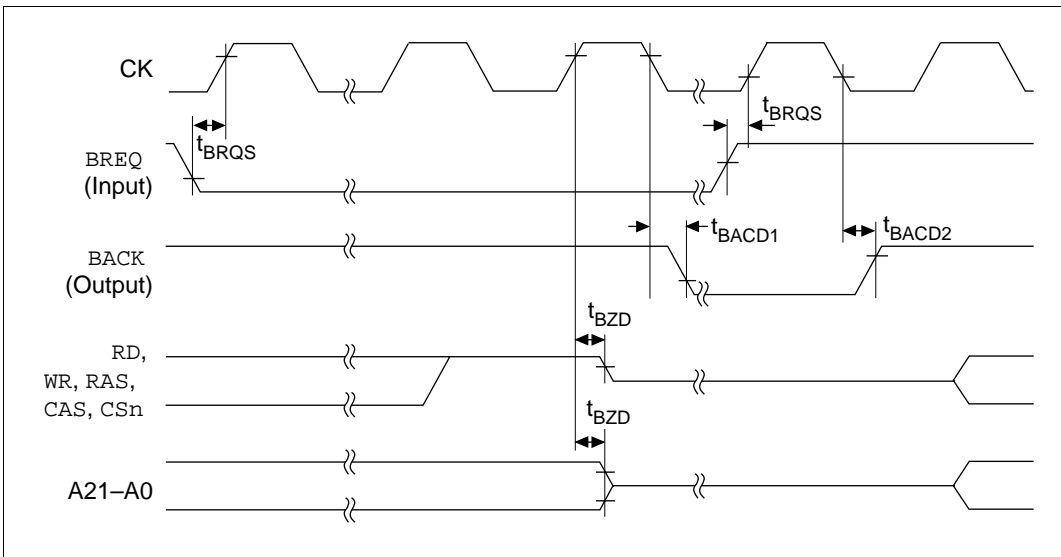 CK
tBRQS
tBRQS
BREQ
(Input)
tBACD1
tBACD2
BACK
(Output)
tBZD
RD,
WR, RAS,
CAS, CSn
tBZD
A21–A0